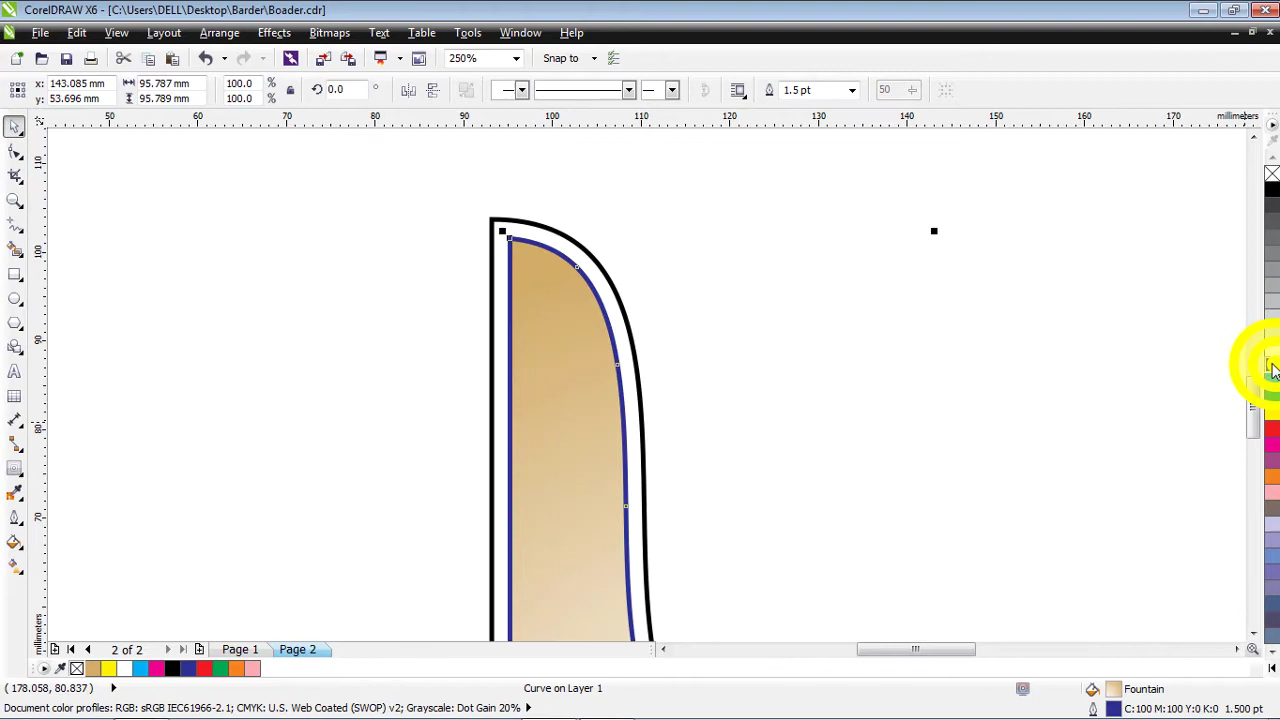 CorelDRAW X6 - [C:\Users\DELL\Desktop\Barder\Boader.cdr]
File Edit View Layout Arrange Effects Bitmaps Text Table Tools Window Help
250% Snap to
x: 143.085 mm 95.787 mm 100.0 % 0.0 ° 1.5 pt 50
y: 53.696 mm 95.789 mm 100.0 %
50 60 70 80 90 100 110 120 130 140 150 160 170 millimeters
110
100
90
80
70
millimeters
2 of 2 Page 1 Page 2
( 178.058, 80.837 ) Curve on Layer 1 Fountain
Document color profiles: RGB: sRGB IEC61966-2.1; CMYK: U.S. Web Coated (SWOP) v2; Grayscale: Dot Gain 20% C:100 M:100 Y:0 K:0 1.500 pt